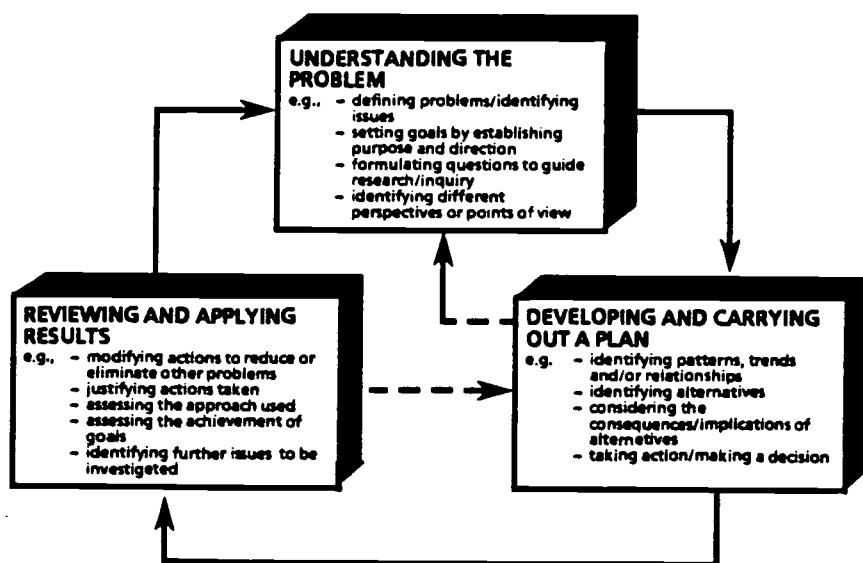 UNDERSTANDING THE
PROBLEM
e.g., – defining problems/identifying
issues
– setting goals by establishing
purpose and direction
– formulating questions to guide
research/inquiry
– identifying different
perspectives or points of view
REVIEWING AND APPLYING
RESULTS
e.g., – modifying actions to reduce or
eliminate other problems
– justifying actions taken
– assessing the approach used
– assessing the achievement of
goals
– identifying further issues to be
investigeted
DEVELOPING AND CARRYING
OUT A PLAN
e.g. – identifying patterns, trends
and/or relationships
– identifying alternatives
– considering the
consequences/implications of
alternetives
– taking action/making a decision